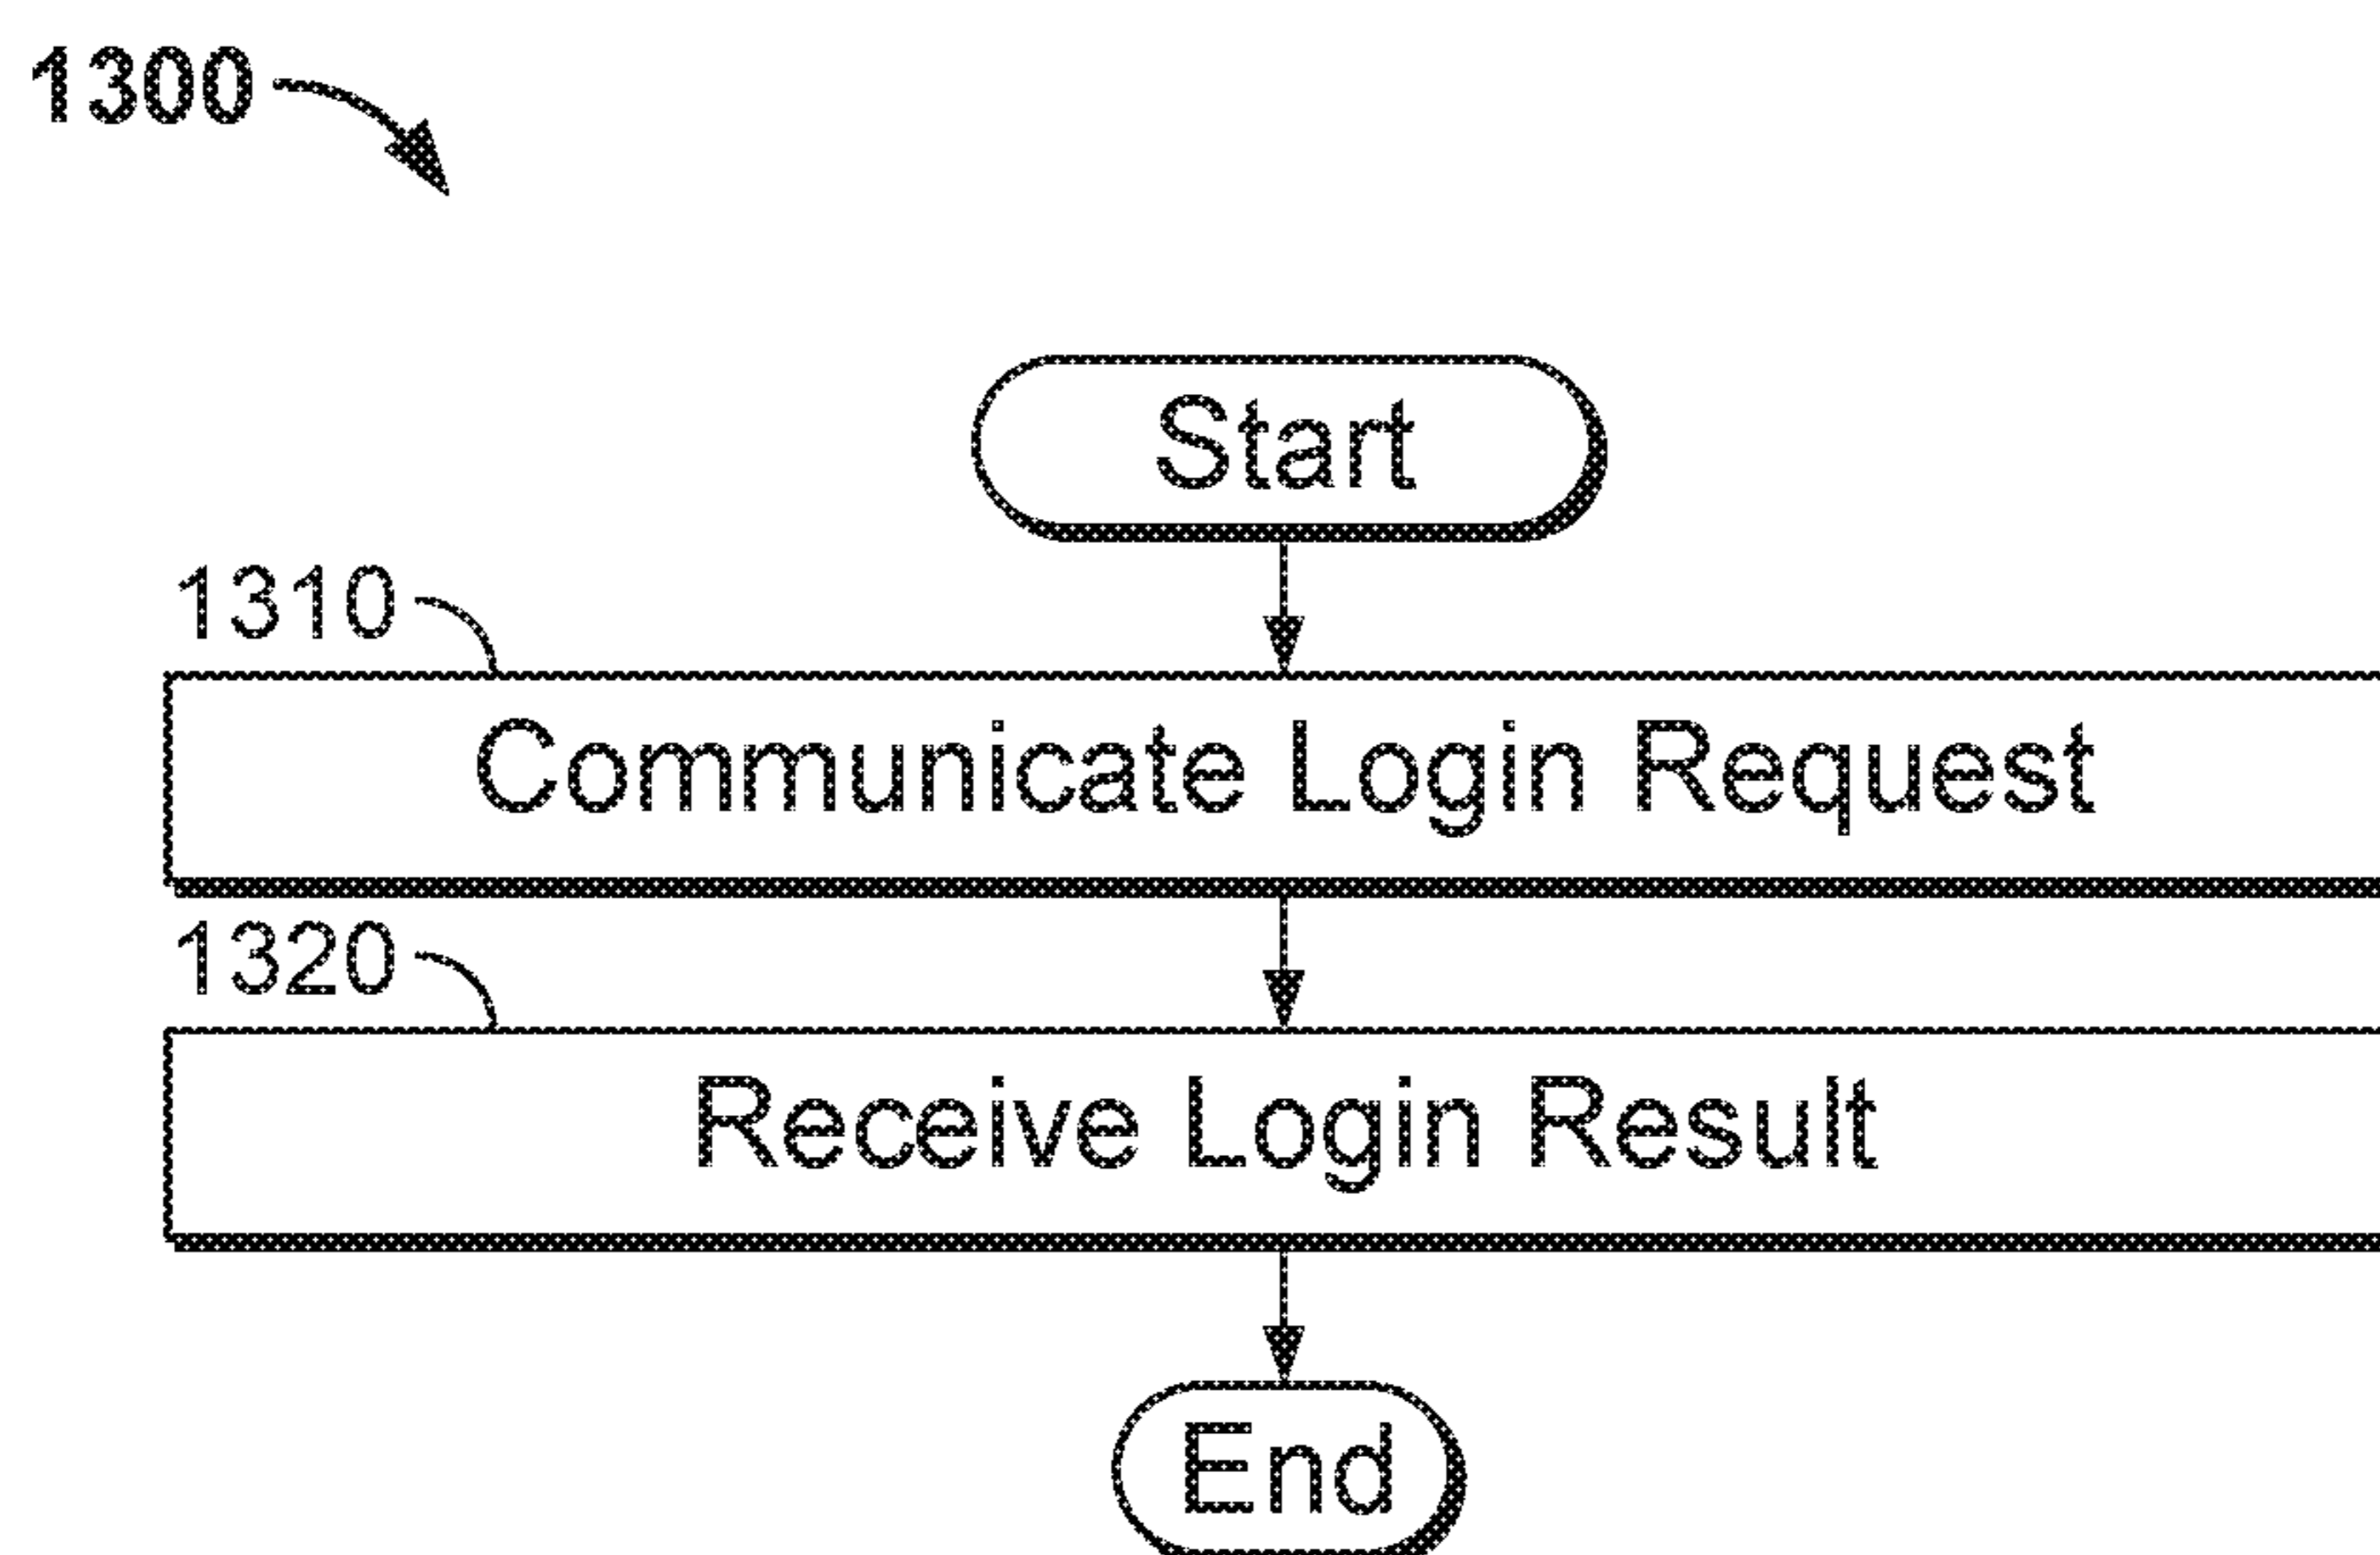 1300
Start
1310
Communicate Login Request
1320
Receive Login Result
End